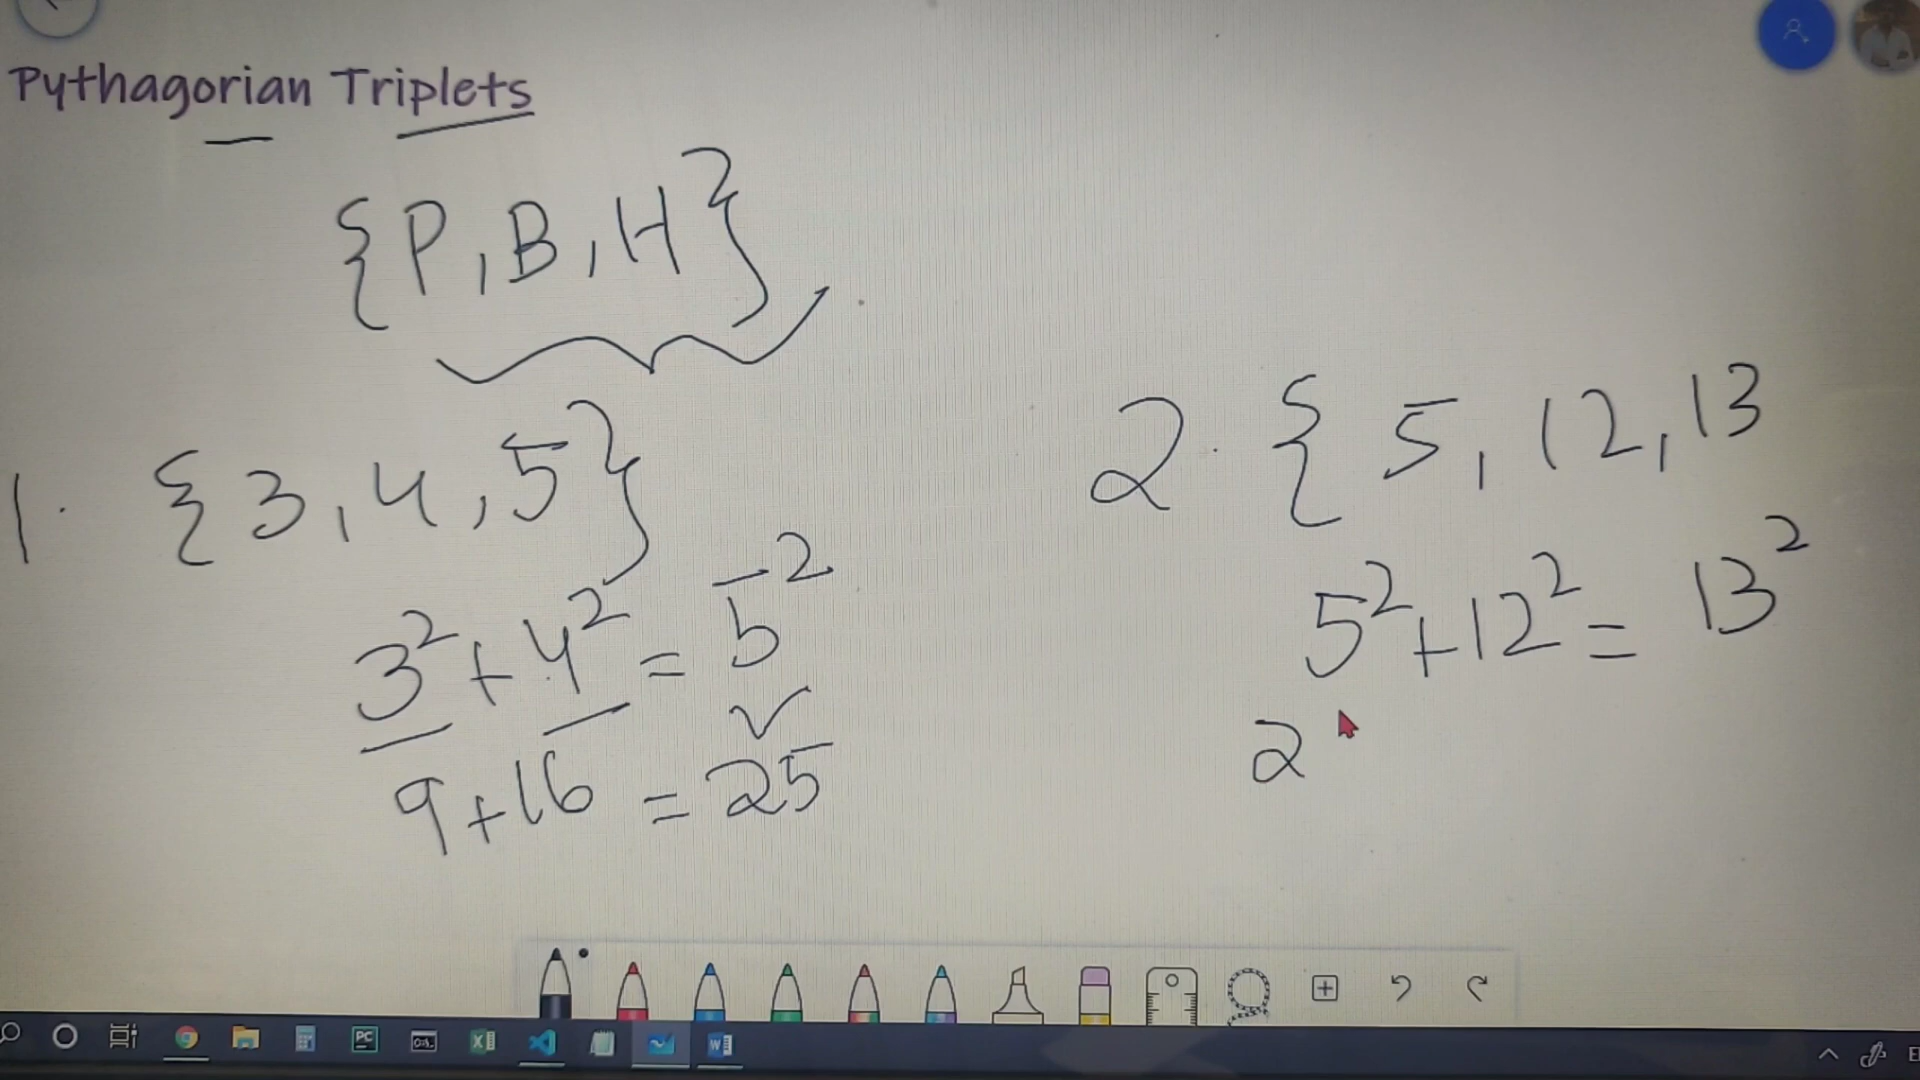 Pythagorian Triplets
{P, B, H}
1. {3, 4, 5}
3² + 4² = 5²
9 + 16 = 25
2. {5, 12, 13
5² + 12² = 13²
2